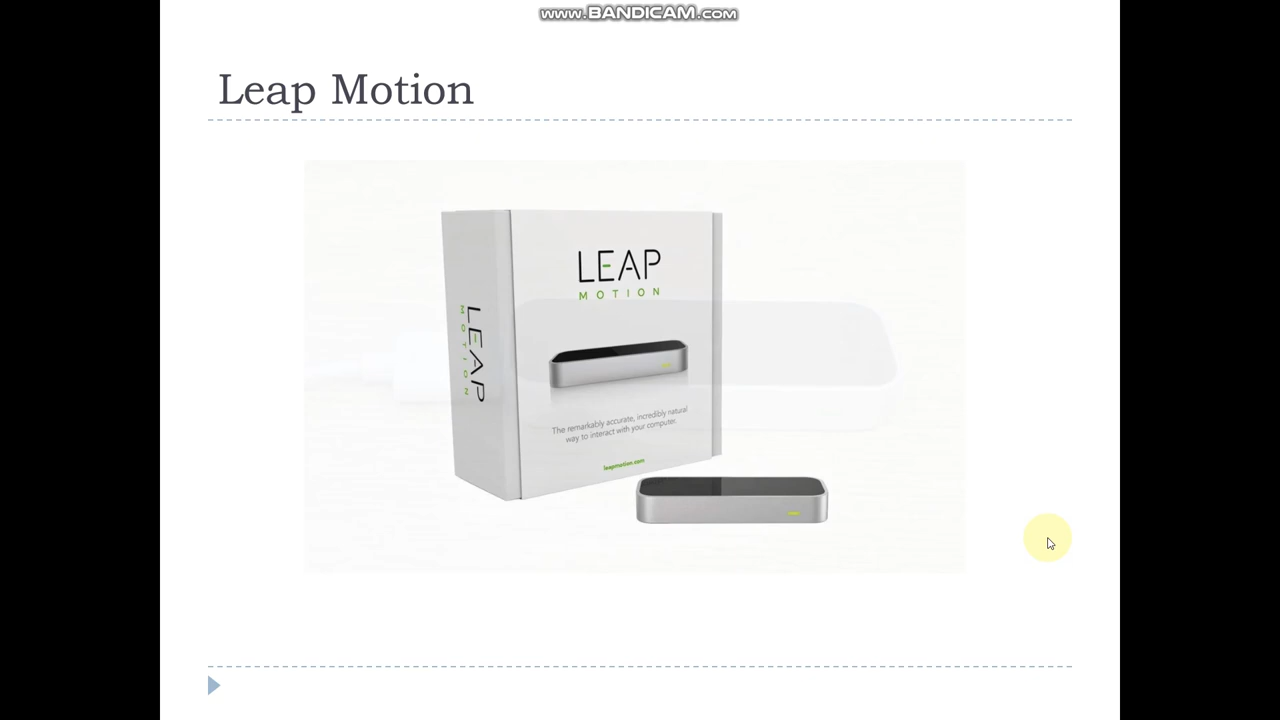 www.BANDICAM.com
Leap Motion
LEAP
MOTION
LEAP
MOTION
The remarkably accurate, incredibly natural
way to interact with your computer.
leapmotion.com